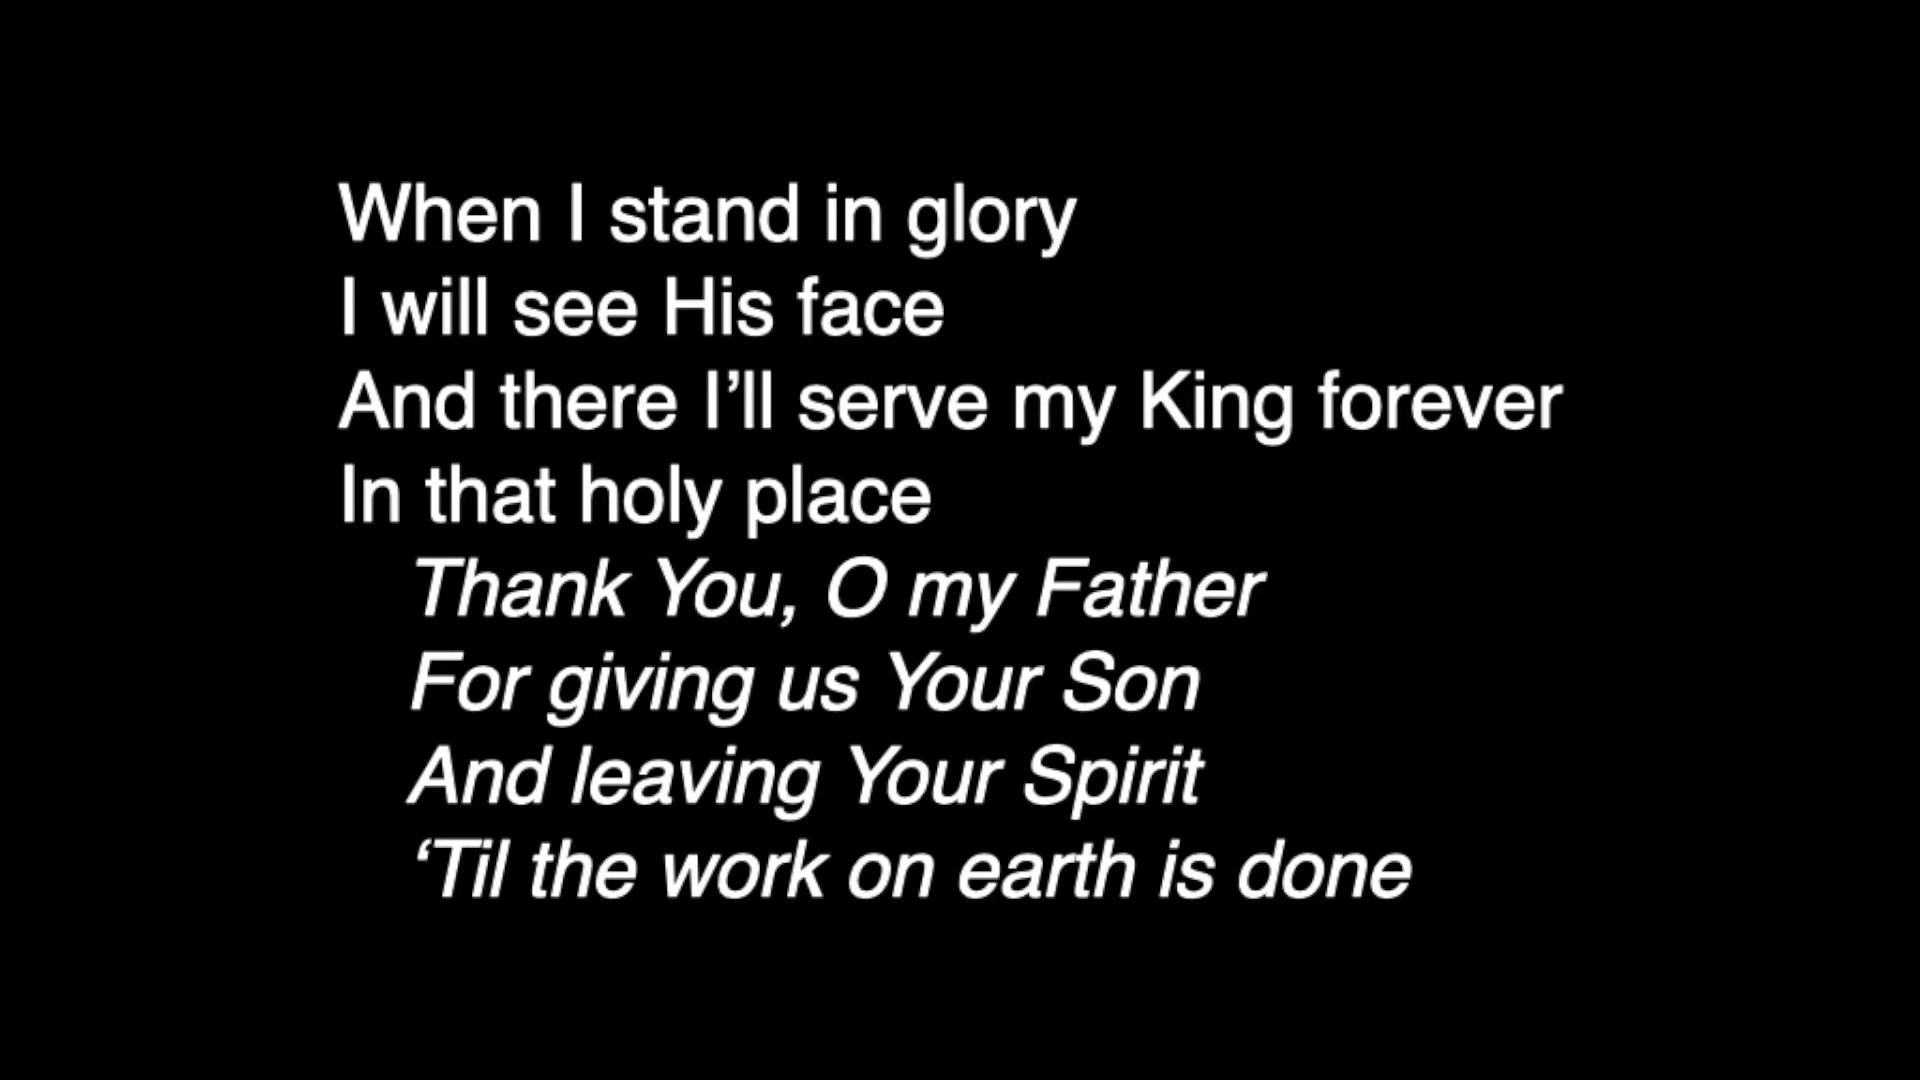 When I stand in glory
I will see His face
And there I’ll serve my King forever
In that holy place
Thank You, O my Father
For giving us Your Son
And leaving Your Spirit
‘Til the work on earth is done